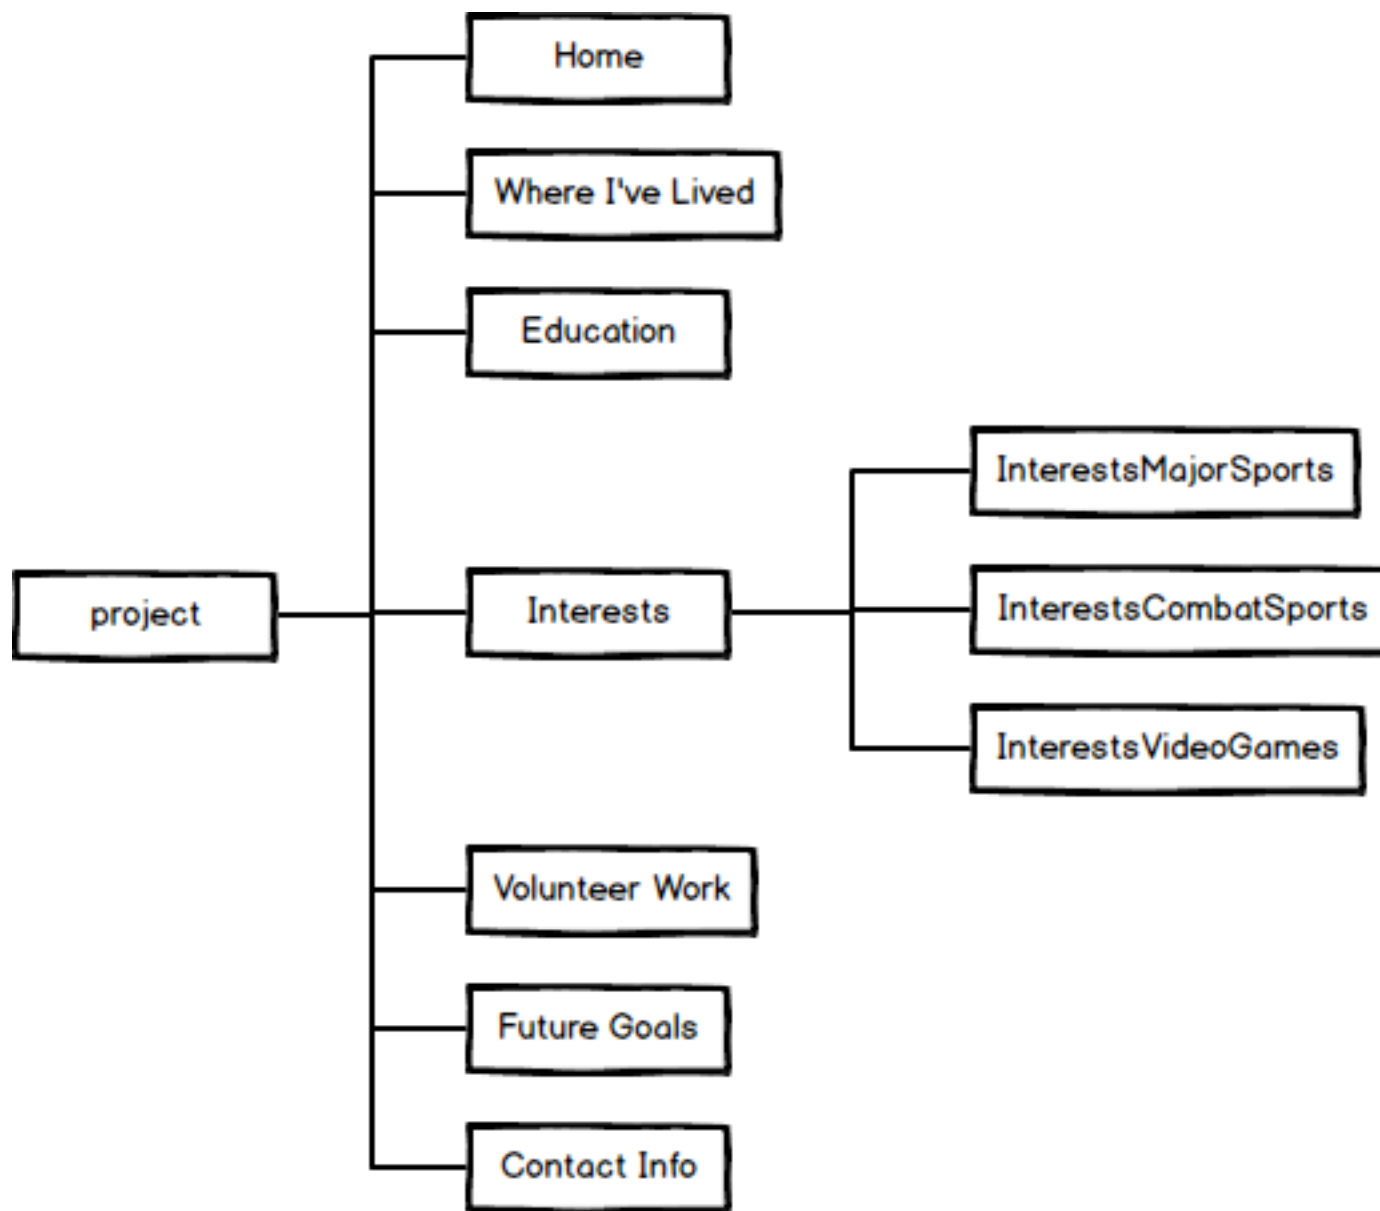 Home
Where I've Lived
Education
InterestsMajorSports
project
Interests
InterestsCombatSports
InterestsVideoGames
Volunteer Work
Future Goals
Contact Info